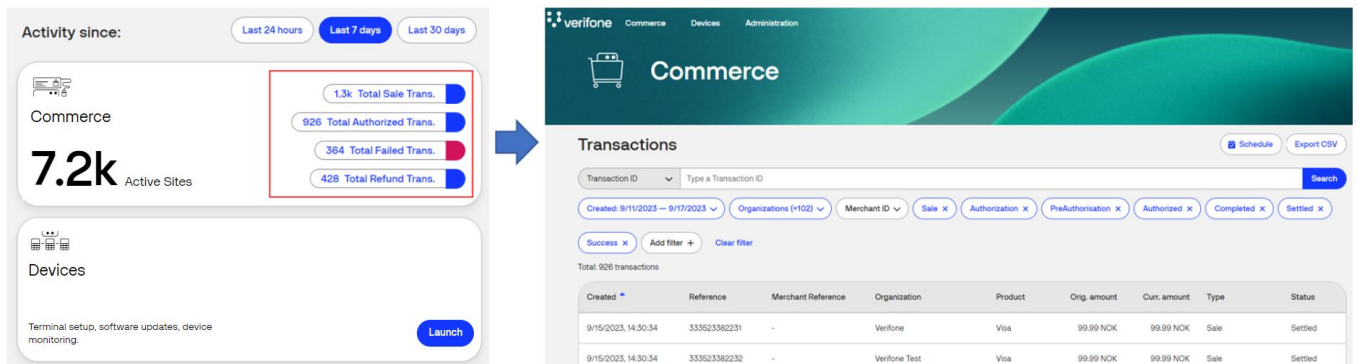 Activity since:
Last 24 hours
Last 7 days
Last 30 days
Commerce
7.2k Active Sites
1.3k Total Sale Trans.
926 Total Authorized Trans.
364 Total Failed Trans.
428 Total Refund Trans.
Devices
Terminal setup, software updates, device
monitoring.
Launch
verifone Commerce Devices Administration
Commerce
Transactions
Schedule
Export CSV
Transaction ID
Type a Transaction ID
Search
Created: 9/11/2023 — 9/17/2023
Organizations (+102)
Merchant ID
Sale ×
Authorization ×
PreAuthorisation ×
Authorized ×
Completed ×
Settled ×
Success ×
Add filter +
Clear filter
Total: 926 transactions
Created Reference Merchant Reference Organization Product Orig. amount Curr. amount Type Status
9/15/2023, 14:30:34 333523382231 - Verifone Visa 99.99 NOK 99.99 NOK Sale Settled
9/15/2023, 14:30:34 333523382232 - Verifone Test Visa 99.99 NOK 99.99 NOK Sale Settled